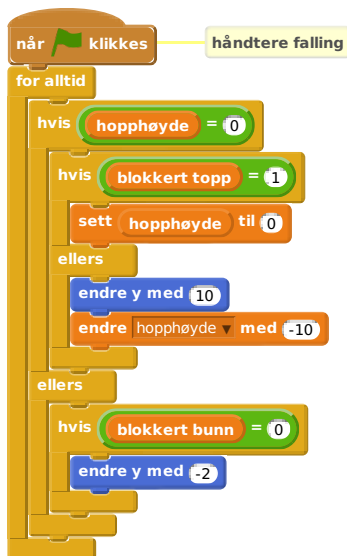 når klikkes håndtere falling
for alltid
hvis hopphøyde = 0
hvis blokkert topp = 1
sett hopphøyde til 0
ellers
endre y med 10
endre hopphøyde ▼ med -10
ellers
hvis blokkert bunn = 0
endre y med -2